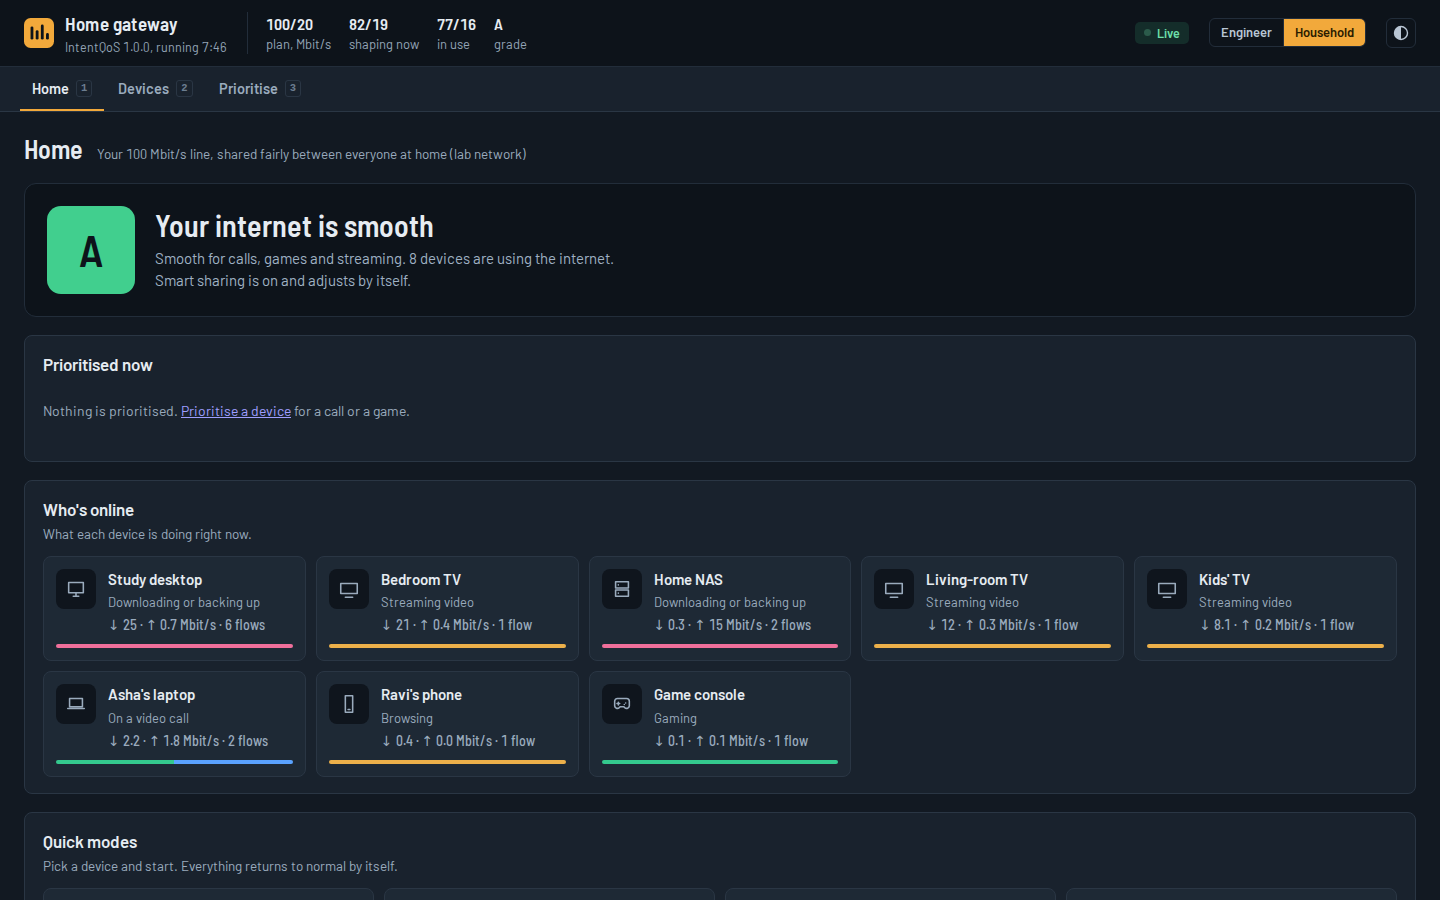 Home gateway
IntentQoS 1.0.0, running 7:46
100/20
plan, Mbit/s
82/19
shaping now
77/16
in use
A
grade
Live
Engineer
Household
Home 1
Devices 2
Prioritise 3
Home
Your 100 Mbit/s line, shared fairly between everyone at home (lab network)
A
Your internet is smooth
Smooth for calls, games and streaming. 8 devices are using the internet.
Smart sharing is on and adjusts by itself.
Prioritised now
Nothing is prioritised. Prioritise a device for a call or a game.
Who's online
What each device is doing right now.
Study desktop
Downloading or backing up
↓ 25 · ↑ 0.7 Mbit/s · 6 flows
Bedroom TV
Streaming video
↓ 21 · ↑ 0.4 Mbit/s · 1 flow
Home NAS
Downloading or backing up
↓ 0.3 · ↑ 15 Mbit/s · 2 flows
Living-room TV
Streaming video
↓ 12 · ↑ 0.3 Mbit/s · 1 flow
Kids' TV
Streaming video
↓ 8.1 · ↑ 0.2 Mbit/s · 1 flow
Asha's laptop
On a video call
↓ 2.2 · ↑ 1.8 Mbit/s · 2 flows
Ravi's phone
Browsing
↓ 0.4 · ↑ 0.0 Mbit/s · 1 flow
Game console
Gaming
↓ 0.1 · ↑ 0.1 Mbit/s · 1 flow
Quick modes
Pick a device and start. Everything returns to normal by itself.